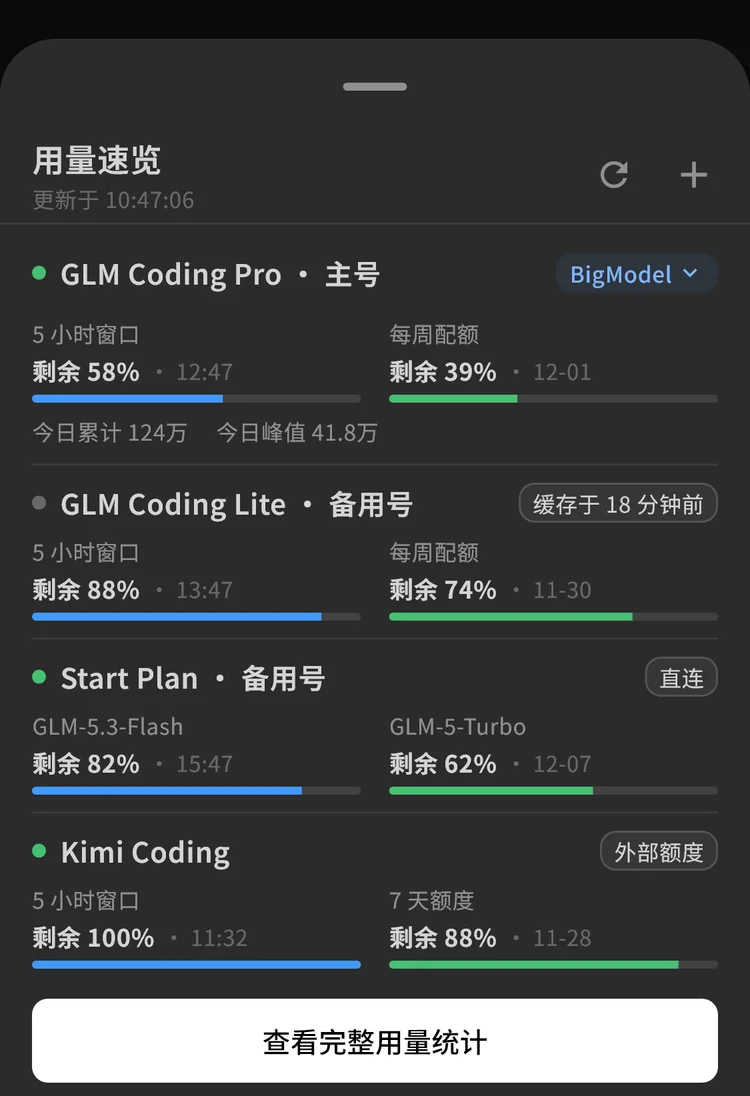 用量速览
更新于 10:47:06
GLM Coding Pro · 主号
BigModel
5 小时窗口
每周配额
剩余 58% · 12:47
剩余 39% · 12-01
今日累计 124万 今日峰值 41.8万
GLM Coding Lite · 备用号
缓存于 18 分钟前
5 小时窗口
每周配额
剩余 88% · 13:47
剩余 74% · 11-30
Start Plan · 备用号
直连
GLM-5.3-Flash
GLM-5-Turbo
剩余 82% · 15:47
剩余 62% · 12-07
Kimi Coding
外部额度
5 小时窗口
7 天额度
剩余 100% · 11:32
剩余 88% · 11-28
查看完整用量统计